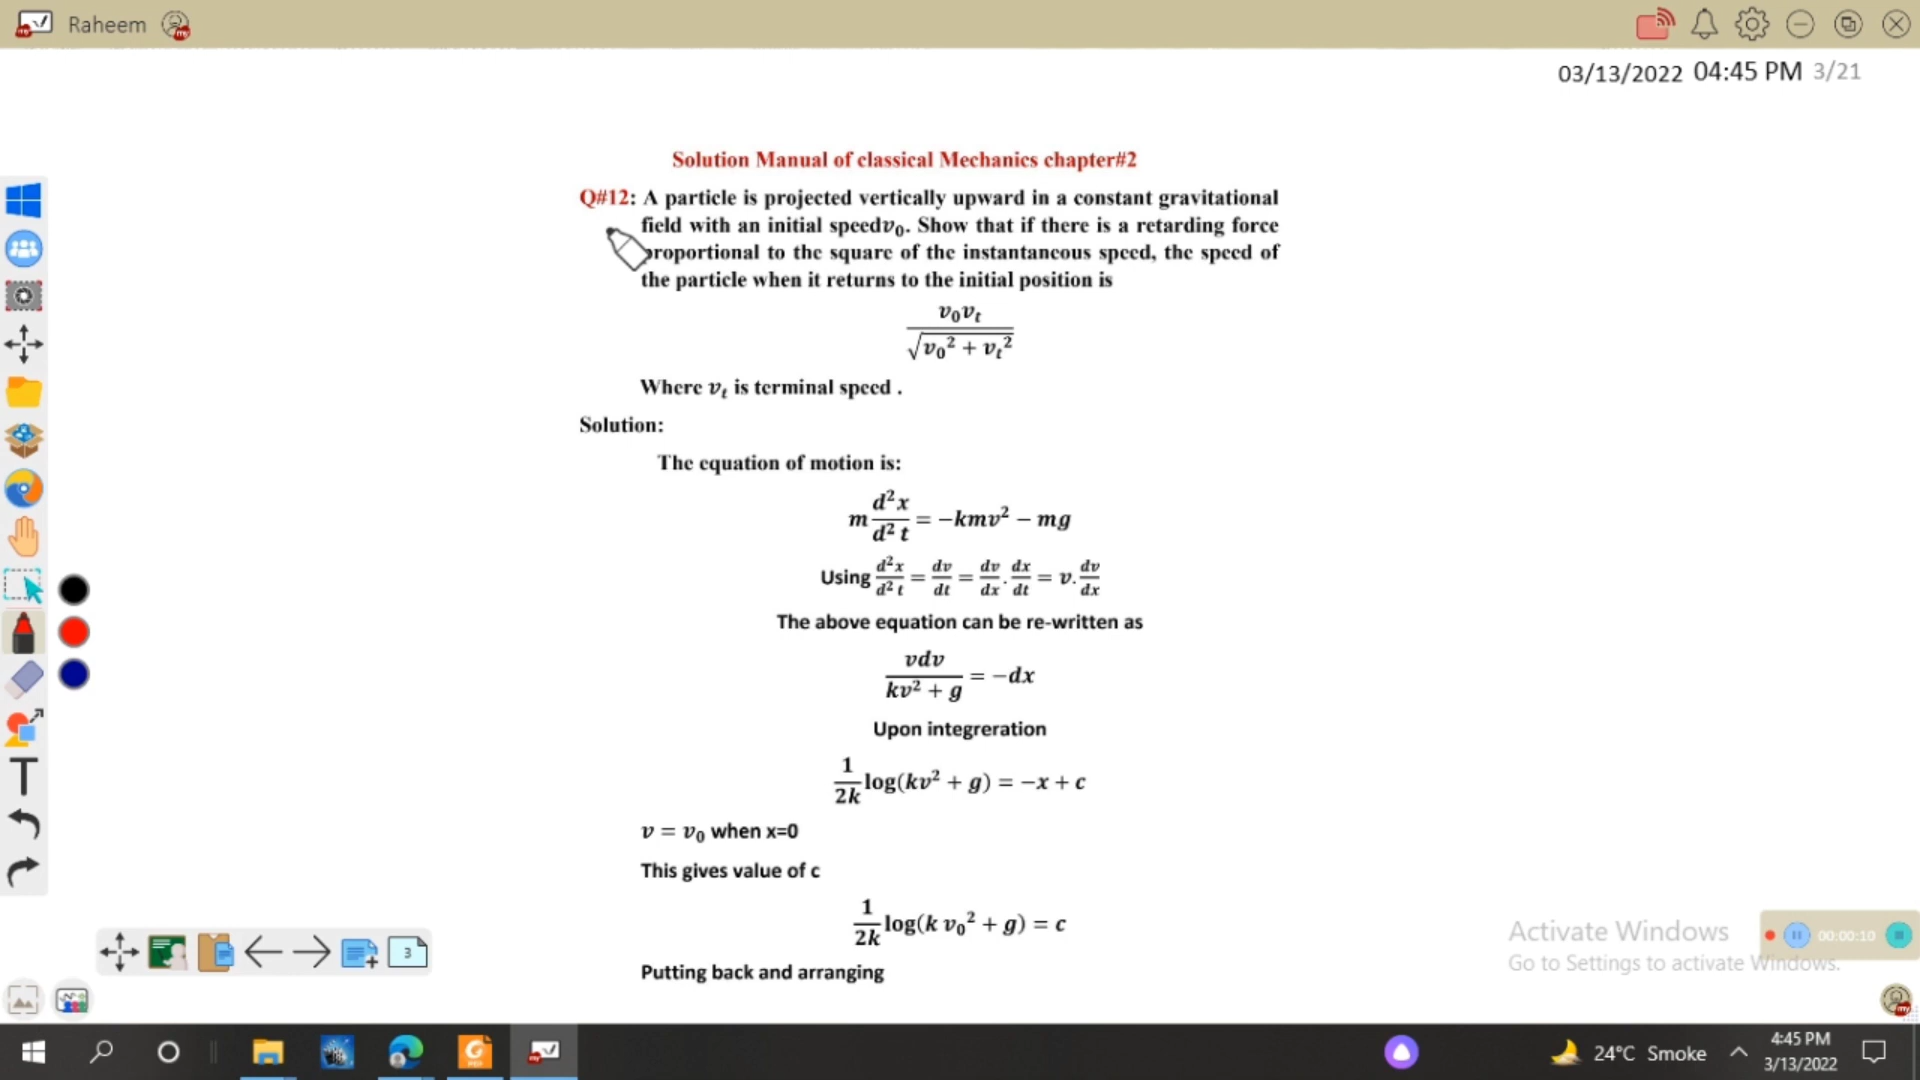 Raheem
03/13/2022 04:45 PM 3/21
Solution Manual of classical Mechanics chapter#2
Q#12: A particle is projected vertically upward in a constant gravitational
field with an initial speedv₀. Show that if there is a retarding force
proportional to the square of the instantaneous speed, the speed of
the particle when it returns to the initial position is
v₀vₜ
√v₀² + vₜ²
Where vₜ is terminal speed .
Solution:
The equation of motion is:
m d²x/d² t = −kmv² − mg
Using d²x/d² t = dv/dt = dv/dx . dx/dt = v. dv/dx
The above equation can be re-written as
vdv/kv² + g = −dx
Upon integreration
1/2k log(kv² + g) = −x + c
v = v₀ when x=0
This gives value of c
1/2k log(k v₀² + g) = c
Putting back and arranging
T
3
Activate Windows
Go to Settings to activate Windows.
00:00:10
24°C Smoke
4:45 PM
3/13/2022